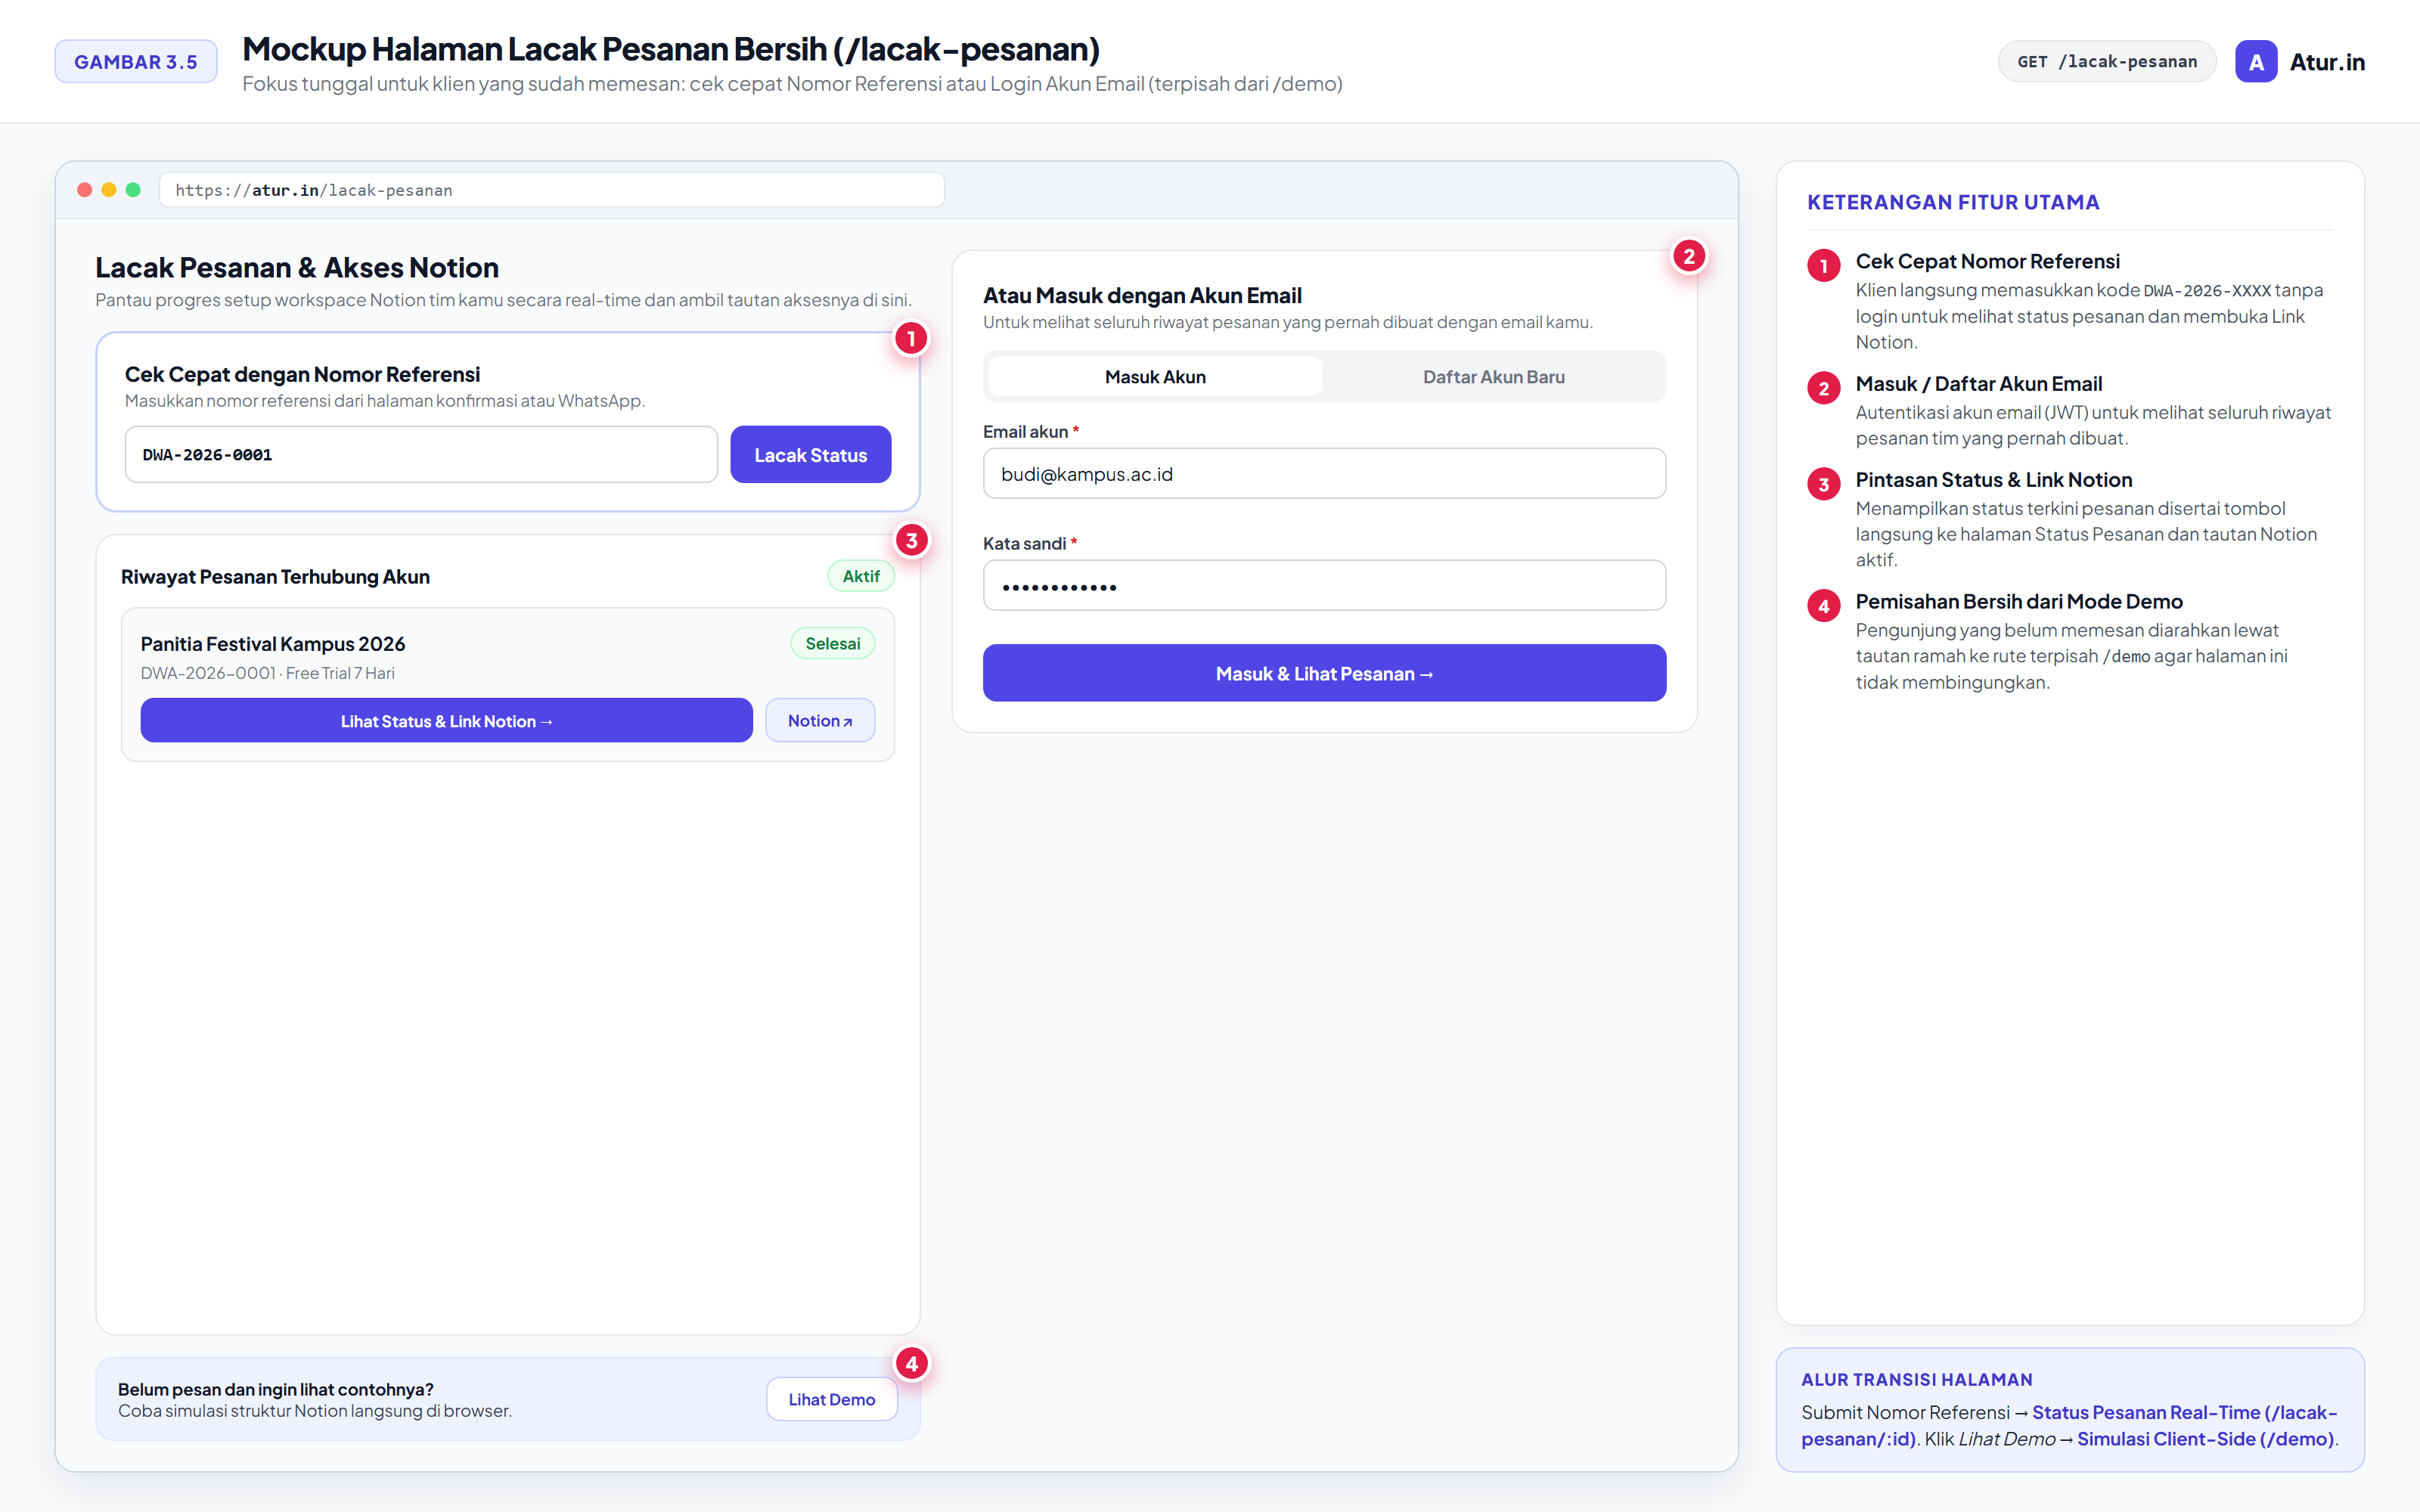 GAMBAR 3.5
Mockup Halaman Lacak Pesanan Bersih (/lacak-pesanan)
Fokus tunggal untuk klien yang sudah memesan: cek cepat Nomor Referensi atau Login Akun Email (terpisah dari /demo)
GET /lacak-pesanan
A
Atur.in
https://atur.in/lacak-pesanan
Lacak Pesanan & Akses Notion
Pantau progres setup workspace Notion tim kamu secara real-time dan ambil tautan aksesnya di sini.
1
Cek Cepat dengan Nomor Referensi
Masukkan nomor referensi dari halaman konfirmasi atau WhatsApp.
DWA-2026-0001
Lacak Status
3
Riwayat Pesanan Terhubung Akun
Aktif
Panitia Festival Kampus 2026
Selesai
DWA-2026-0001 · Free Trial 7 Hari
Lihat Status & Link Notion →
Notion ↗
4
Belum pesan dan ingin lihat contohnya?
Coba simulasi struktur Notion langsung di browser.
Lihat Demo
2
Atau Masuk dengan Akun Email
Untuk melihat seluruh riwayat pesanan yang pernah dibuat dengan email kamu.
Masuk Akun
Daftar Akun Baru
Email akun *
budi@kampus.ac.id
Kata sandi *
••••••••••••
Masuk & Lihat Pesanan →
KETERANGAN FITUR UTAMA
1
Cek Cepat Nomor Referensi
Klien langsung memasukkan kode DWA-2026-XXXX tanpa
login untuk melihat status pesanan dan membuka Link
Notion.
2
Masuk / Daftar Akun Email
Autentikasi akun email (JWT) untuk melihat seluruh riwayat
pesanan tim yang pernah dibuat.
3
Pintasan Status & Link Notion
Menampilkan status terkini pesanan disertai tombol
langsung ke halaman Status Pesanan dan tautan Notion
aktif.
4
Pemisahan Bersih dari Mode Demo
Pengunjung yang belum memesan diarahkan lewat
tautan ramah ke rute terpisah /demo agar halaman ini
tidak membingungkan.
ALUR TRANSISI HALAMAN
Submit Nomor Referensi → Status Pesanan Real-Time (/lacak-
pesanan/:id). Klik Lihat Demo → Simulasi Client-Side (/demo).